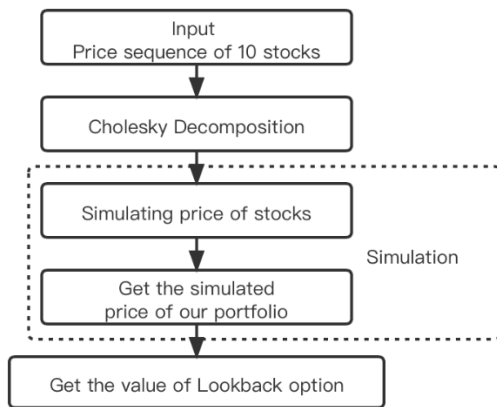 Input
Price sequence of 10 stocks
Cholesky Decomposition
Simulating price of stocks
Simulation
Get the simulated
price of our portfolio
Get the value of Lookback option